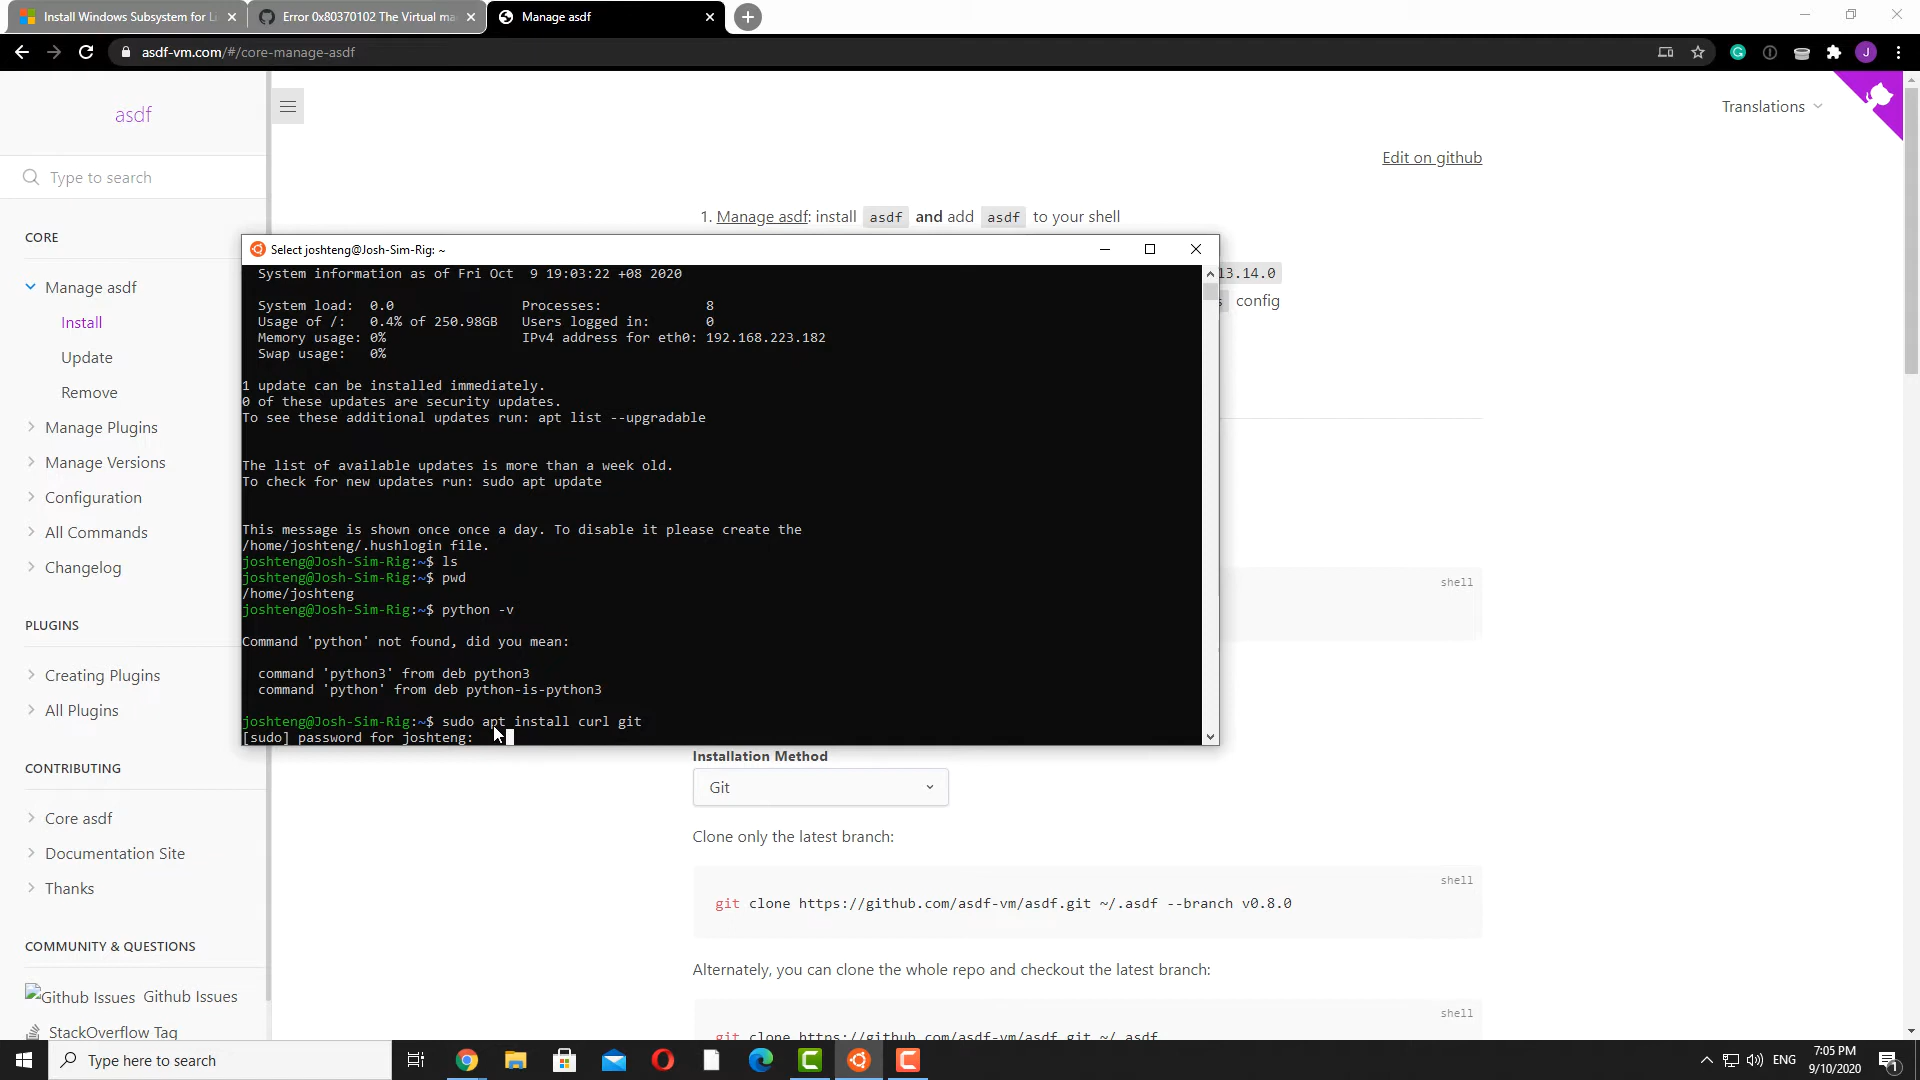 Install Windows Subsystem for Li
Error 0x80370102 The Virtual ma
Manage asdf
asdf-vm.com/#/core-manage-asdf
J
asdf
Type to search
CORE
Manage asdf
Install
Update
Remove
Manage Plugins
Manage Versions
Configuration
All Commands
Changelog
PLUGINS
Creating Plugins
All Plugins
CONTRIBUTING
Core asdf
Documentation Site
Thanks
COMMUNITY & QUESTIONS
Github Issues Github Issues
StackOverflow Tag
Translations
Edit on github
1. Manage asdf: install asdf and add asdf to your shell
13.14.0
config
shell
Select joshteng@Josh-Sim-Rig: ~
System information as of Fri Oct  9 19:03:22 +08 2020
System load: 0.0 Processes: 8
Usage of /: 0.4% of 250.98GB Users logged in: 0
Memory usage: 0% IPv4 address for eth0: 192.168.223.182
Swap usage: 0%
1 update can be installed immediately.
0 of these updates are security updates.
To see these additional updates run: apt list --upgradable
The list of available updates is more than a week old.
To check for new updates run: sudo apt update
This message is shown once once a day. To disable it please create the
/home/joshteng/.hushlogin file.
joshteng@Josh-Sim-Rig:~$ ls
joshteng@Josh-Sim-Rig:~$ pwd
/home/joshteng
joshteng@Josh-Sim-Rig:~$ python -v
Command 'python' not found, did you mean:
command 'python3' from deb python3
command 'python' from deb python-is-python3
joshteng@Josh-Sim-Rig:~$ sudo apt install curl git
[sudo] password for joshteng:
Installation Method
Git
Clone only the latest branch:
shell
git clone https://github.com/asdf-vm/asdf.git ~/.asdf --branch v0.8.0
Alternately, you can clone the whole repo and checkout the latest branch:
shell
git clone https://github.com/asdf-vm/asdf.git ~/.asdf
Type here to search
ENG
7:05 PM
9/10/2020
1